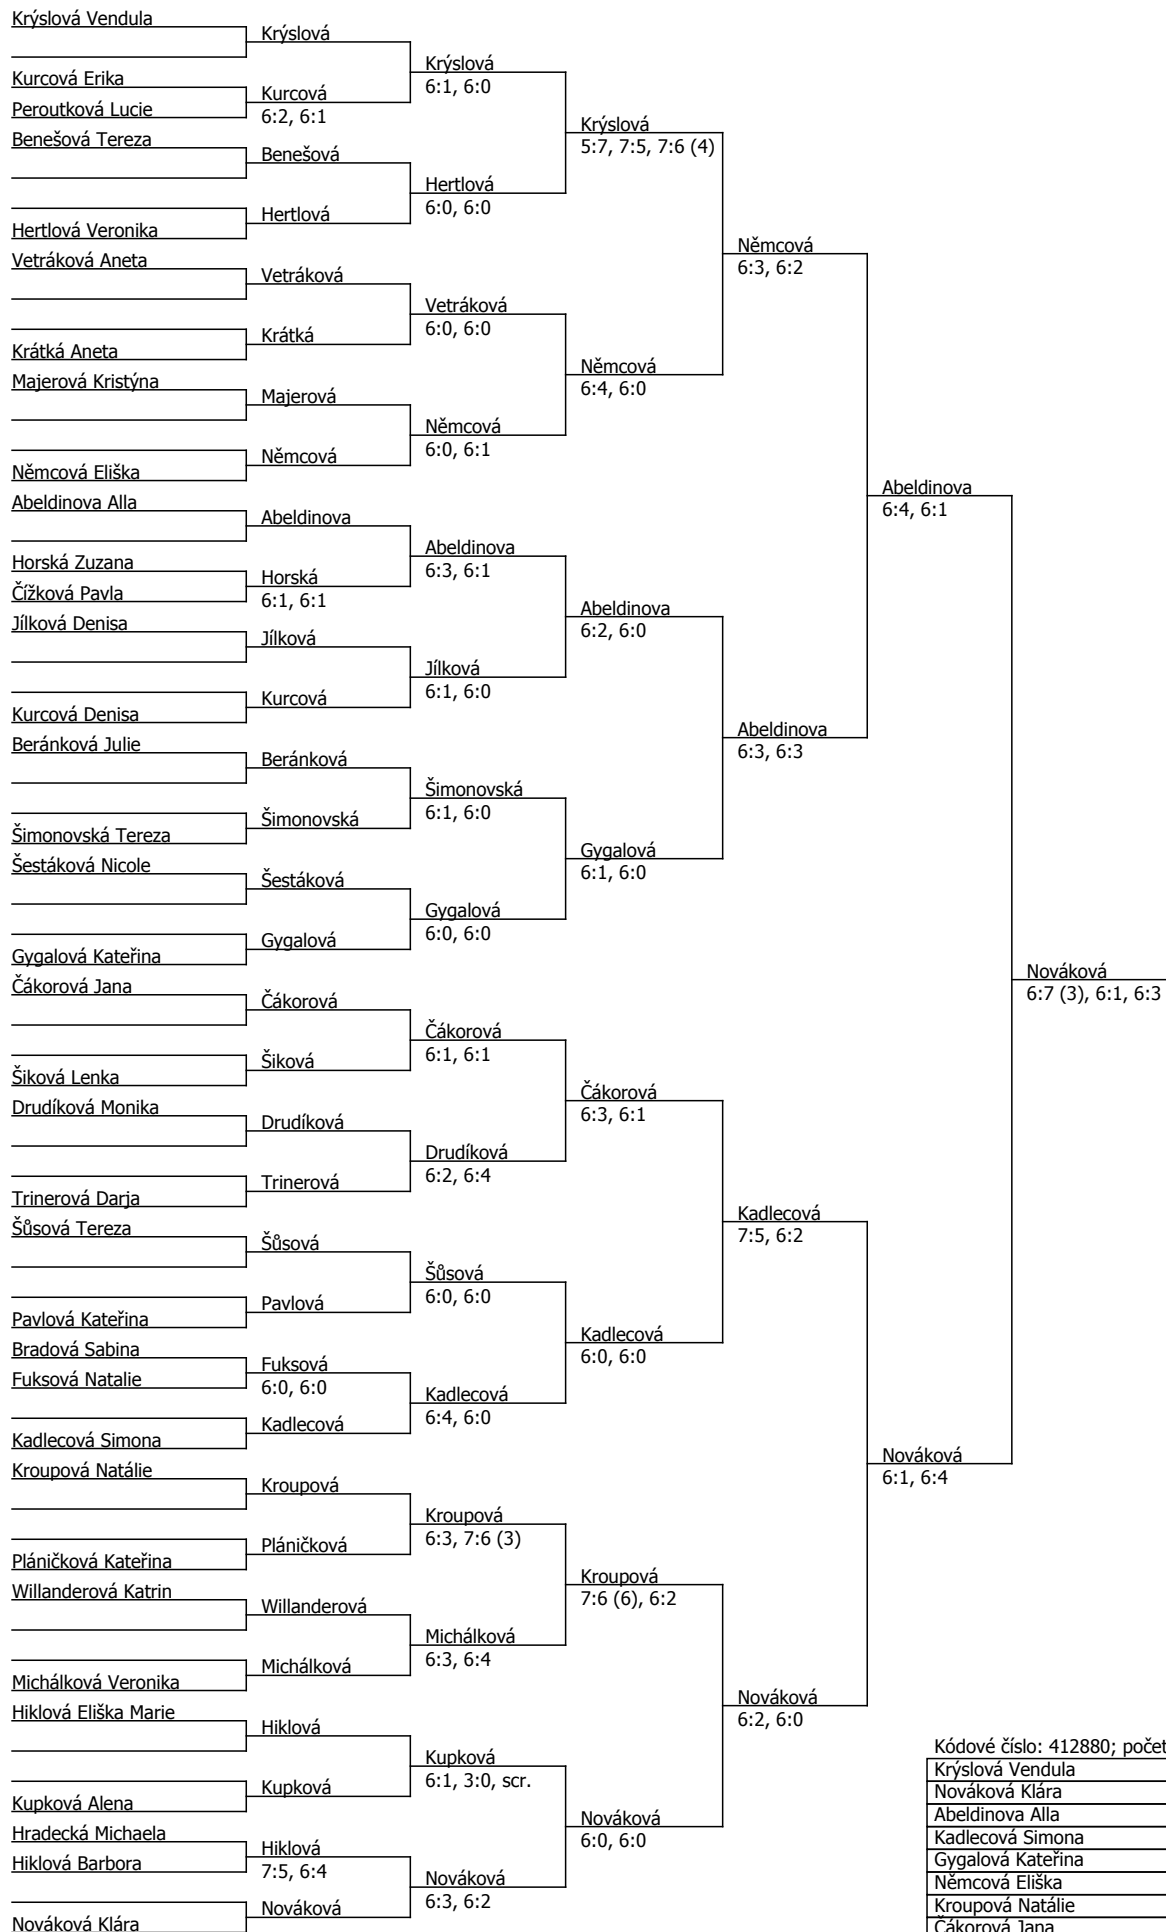 Krýslová Vendula
Kurcová Erika
Peroutková Lucie
Benešová Tereza
Hertlová Veronika
Vetráková Aneta
Krátká Aneta
Majerová Kristýna
Němcová Eliška
Abeldinova Alla
Horská Zuzana
Čížková Pavla
Jílková Denisa
Kurcová Denisa
Beránková Julie
Šimonovská Tereza
Šestáková Nicole
Gygalová Kateřina
Čákorová Jana
Šiková Lenka
Drudíková Monika
Trinerová Darja
Šůsová Tereza
Pavlová Kateřina
Bradová Sabina
Fuksová Natalie
Kadlecová Simona
Kroupová Natálie
Pláničková Kateřina
Willanderová Katrin
Michálková Veronika
Hiklová Eliška Marie
Kupková Alena
Hradecká Michaela
Hiklová Barbora
Nováková Klára
Krýslová
Kurcová
6:2, 6:1
Benešová
Hertlová
Vetráková
Krátká
Majerová
Němcová
Abeldinova
Horská
6:1, 6:1
Jílková
Kurcová
Beránková
Šimonovská
Šestáková
Gygalová
Čákorová
Šiková
Drudíková
Trinerová
Šůsová
Pavlová
Fuksová
6:0, 6:0
Kadlecová
Kroupová
Pláničková
Willanderová
Michálková
Hiklová
Kupková
Hiklová
7:5, 6:4
Nováková
Krýslová
6:1, 6:0
Hertlová
6:0, 6:0
Vetráková
6:0, 6:0
Němcová
6:0, 6:1
Abeldinova
6:3, 6:1
Jílková
6:1, 6:0
Šimonovská
6:1, 6:0
Gygalová
6:0, 6:0
Čákorová
6:1, 6:1
Drudíková
6:2, 6:4
Šůsová
6:0, 6:0
Kadlecová
6:4, 6:0
Kroupová
6:3, 7:6 (3)
Michálková
6:3, 6:4
Kupková
6:1, 3:0, scr.
Nováková
6:3, 6:2
Krýslová
5:7, 7:5, 7:6 (4)
Němcová
6:4, 6:0
Abeldinova
6:2, 6:0
Gygalová
6:1, 6:0
Čákorová
6:3, 6:1
Kadlecová
6:0, 6:0
Kroupová
7:6 (6), 6:2
Nováková
6:0, 6:0
Němcová
6:3, 6:2
Abeldinova
6:3, 6:3
Kadlecová
7:5, 6:2
Nováková
6:2, 6:0
Abeldinova
6:4, 6:1
Nováková
6:1, 6:4
Nováková
6:7 (3), 6:1, 6:3
Kódové číslo: 412880; počet
Krýslová Vendula
Nováková Klára
Abeldinova Alla
Kadlecová Simona
Gygalová Kateřina
Němcová Eliška
Kroupová Natálie
Čákorová Jana